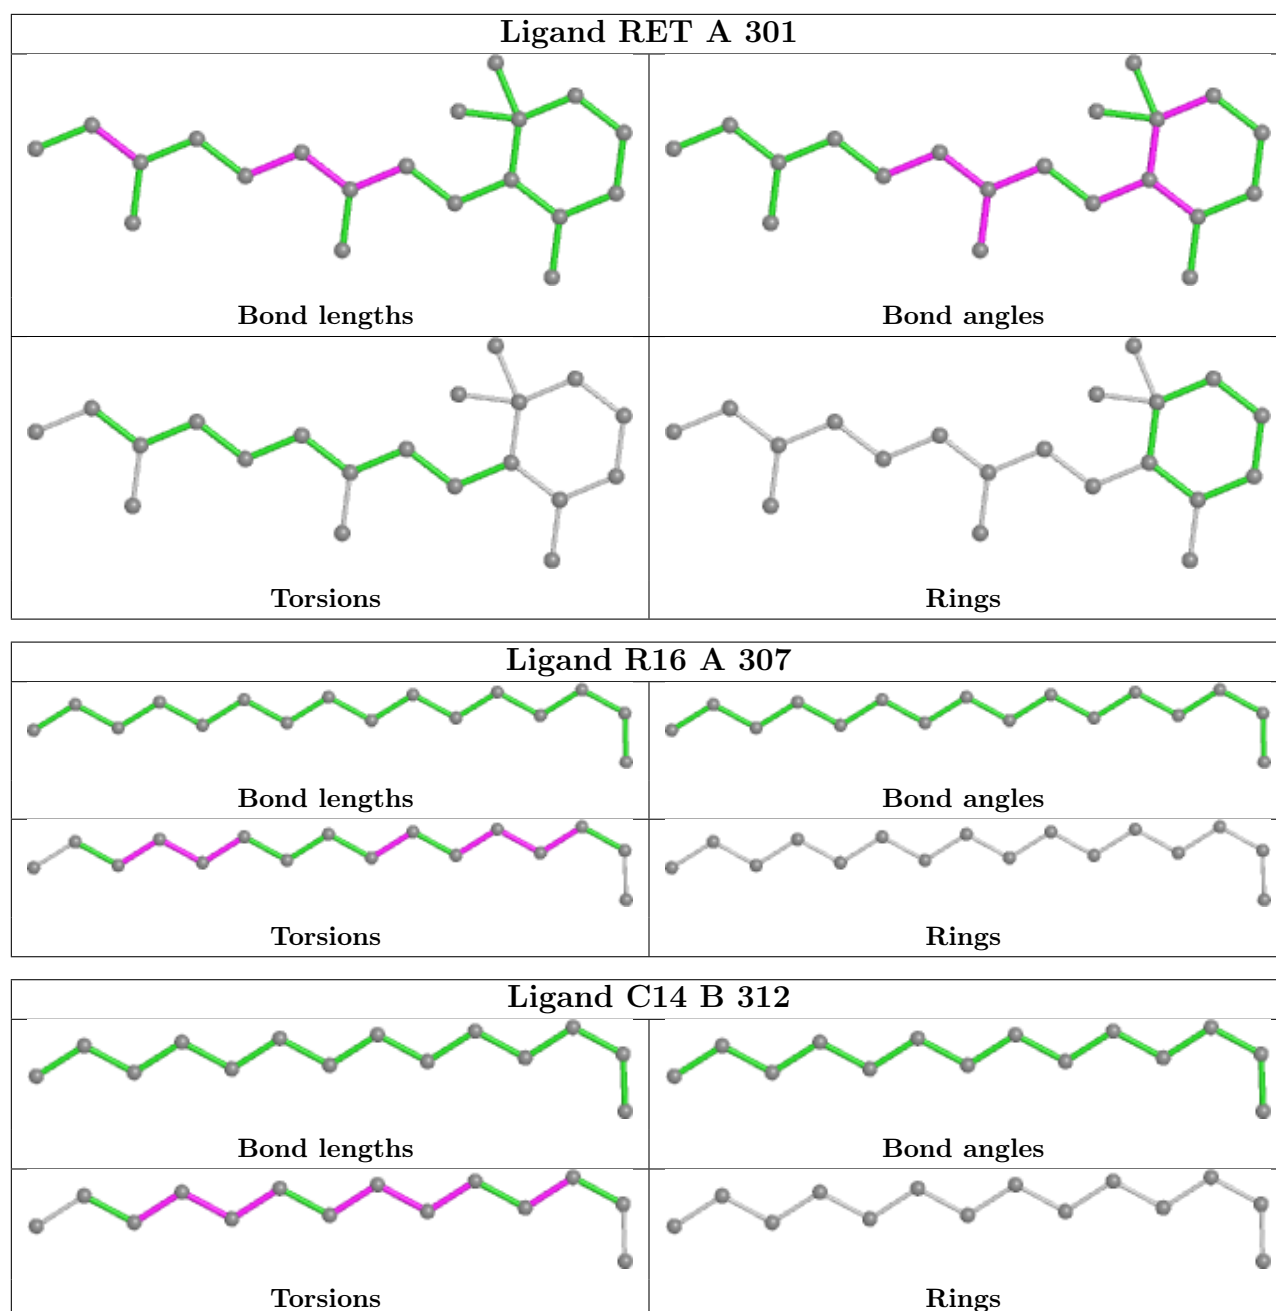 Ligand RET A 301
Bond lengths
Bond angles
Torsions
Rings
Ligand R16 A 307
Bond lengths
Bond angles
Torsions
Rings
Ligand C14 B 312
Bond lengths
Bond angles
Torsions
Rings